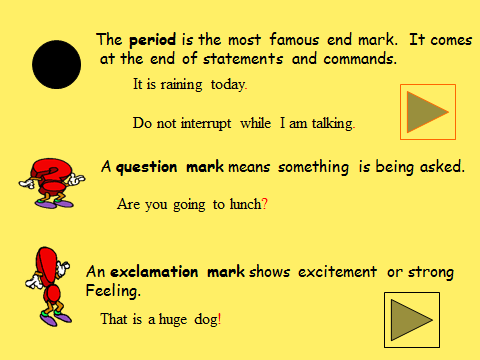 The period is the most famous end mark. It comes
at the end of statements and commands.
It is raining today.
Do not interrupt while I am talking.
A question mark means something is being asked.
Are you going to lunch?
An exclamation mark shows excitement or strong
Feeling.
That is a huge dog!